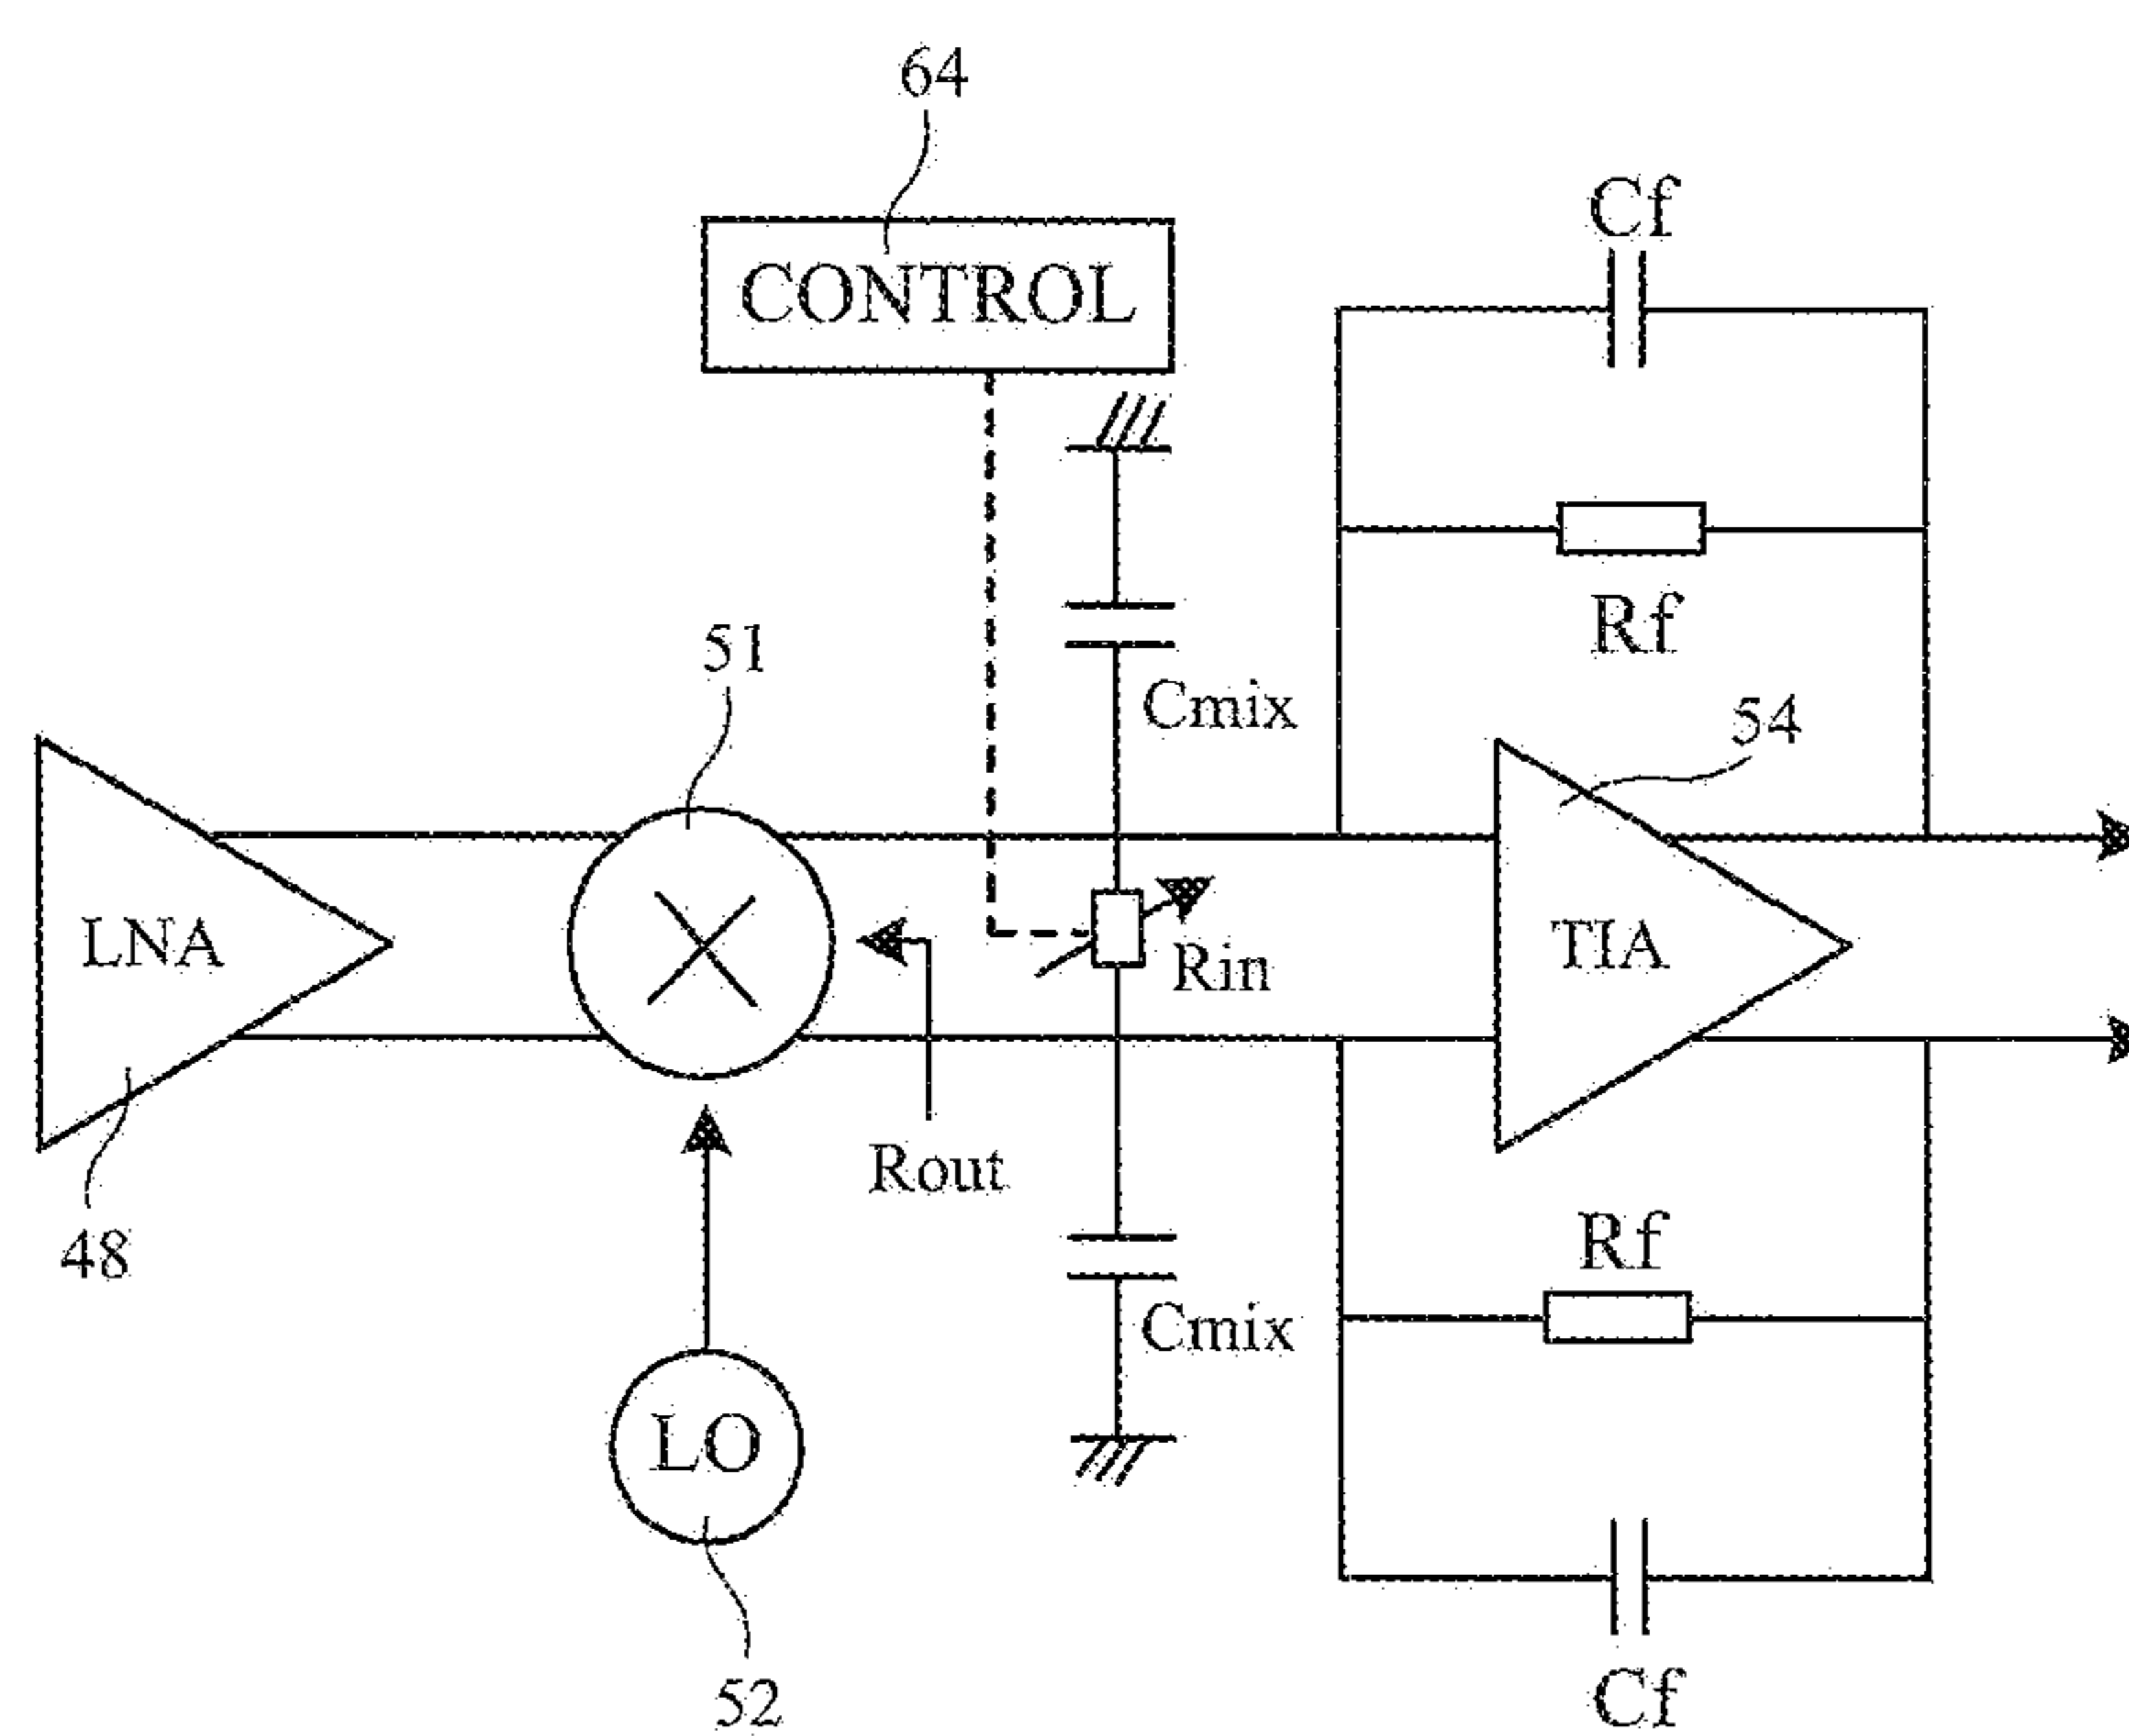 64
Cf
CONTROL
Rf
51
Cmix
54
LNA
Rin
TIA
Rout
48
Rf
Cmix
LO
Cf
52